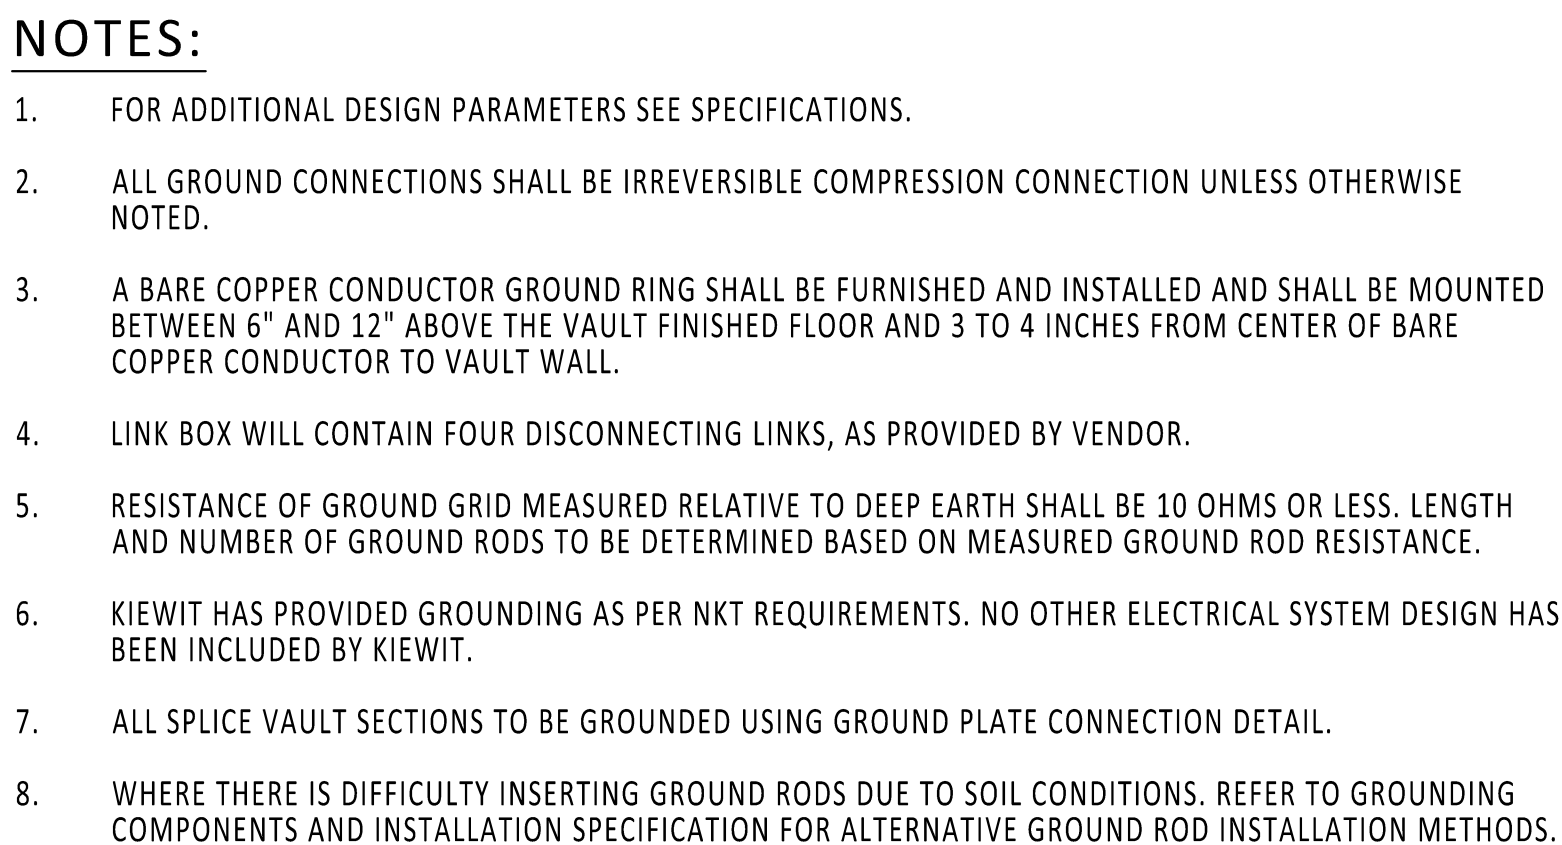 NOTES:
1. FOR ADDITIONAL DESIGN PARAMETERS SEE SPECIFICATIONS.
2. ALL GROUND CONNECTIONS SHALL BE IRREVERSIBLE COMPRESSION CONNECTION UNLESS OTHERWISE
NOTED.
3. A BARE COPPER CONDUCTOR GROUND RING SHALL BE FURNISHED AND INSTALLED AND SHALL BE MOUNTED
BETWEEN 6" AND 12" ABOVE THE VAULT FINISHED FLOOR AND 3 TO 4 INCHES FROM CENTER OF BARE
COPPER CONDUCTOR TO VAULT WALL.
4. LINK BOX WILL CONTAIN FOUR DISCONNECTING LINKS, AS PROVIDED BY VENDOR.
5. RESISTANCE OF GROUND GRID MEASURED RELATIVE TO DEEP EARTH SHALL BE 10 OHMS OR LESS. LENGTH
AND NUMBER OF GROUND RODS TO BE DETERMINED BASED ON MEASURED GROUND ROD RESISTANCE.
6. KIEWIT HAS PROVIDED GROUNDING AS PER NKT REQUIREMENTS. NO OTHER ELECTRICAL SYSTEM DESIGN HAS
BEEN INCLUDED BY KIEWIT.
7. ALL SPLICE VAULT SECTIONS TO BE GROUNDED USING GROUND PLATE CONNECTION DETAIL.
8. WHERE THERE IS DIFFICULTY INSERTING GROUND RODS DUE TO SOIL CONDITIONS. REFER TO GROUNDING
COMPONENTS AND INSTALLATION SPECIFICATION FOR ALTERNATIVE GROUND ROD INSTALLATION METHODS.